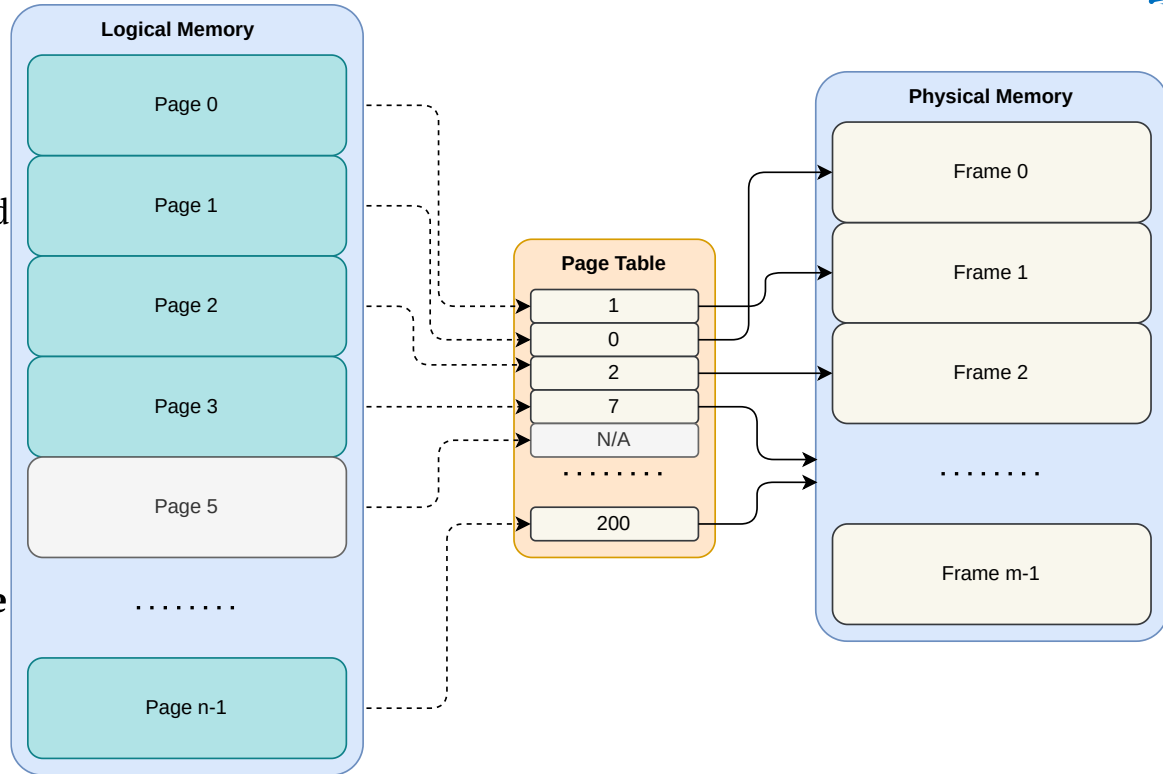 Logical Memory
Page 0
Page 1
Page 2
Page 3
Page 5
. . . . . . . .
Page n-1
d
e
Page Table
1
0
2
7
N/A
. . . . . . . .
200
Physical Memory
Frame 0
Frame 1
Frame 2
. . . . . . . .
Frame m-1